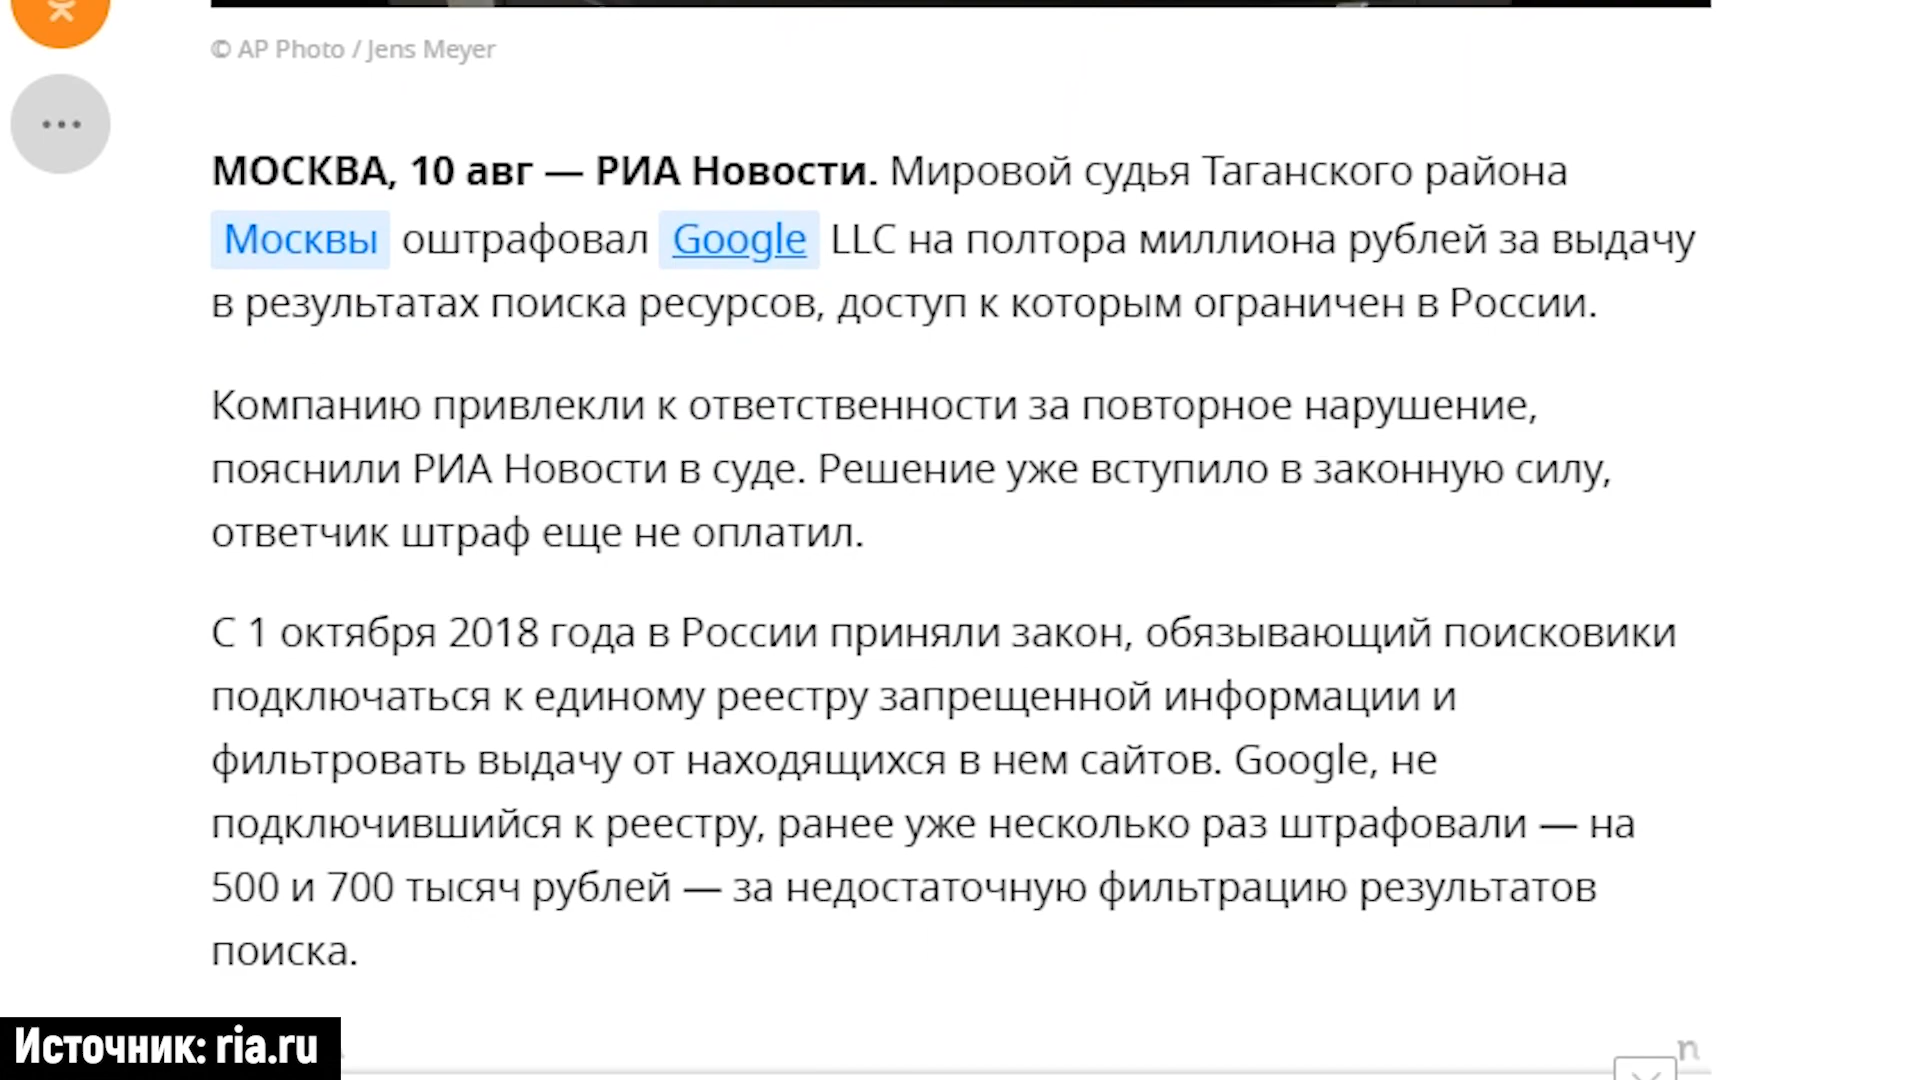 © AP Photo / Jens Meyer
МОСКВА, 10 авг — РИА Новости. Мировой судья Таганского района
Москвы оштрафовал Google LLC на полтора миллиона рублей за выдачу
в результатах поиска ресурсов, доступ к которым ограничен в России.
Компанию привлекли к ответственности за повторное нарушение,
пояснили РИА Новости в суде. Решение уже вступило в законную силу,
ответчик штраф еще не оплатил.
С 1 октября 2018 года в России приняли закон, обязывающий поисковики
подключаться к единому реестру запрещенной информации и
фильтровать выдачу от находящихся в нем сайтов. Google, не
подключившийся к реестру, ранее уже несколько раз штрафовали — на
500 и 700 тысяч рублей — за недостаточную фильтрацию результатов
поиска.
Источник: ria.ru